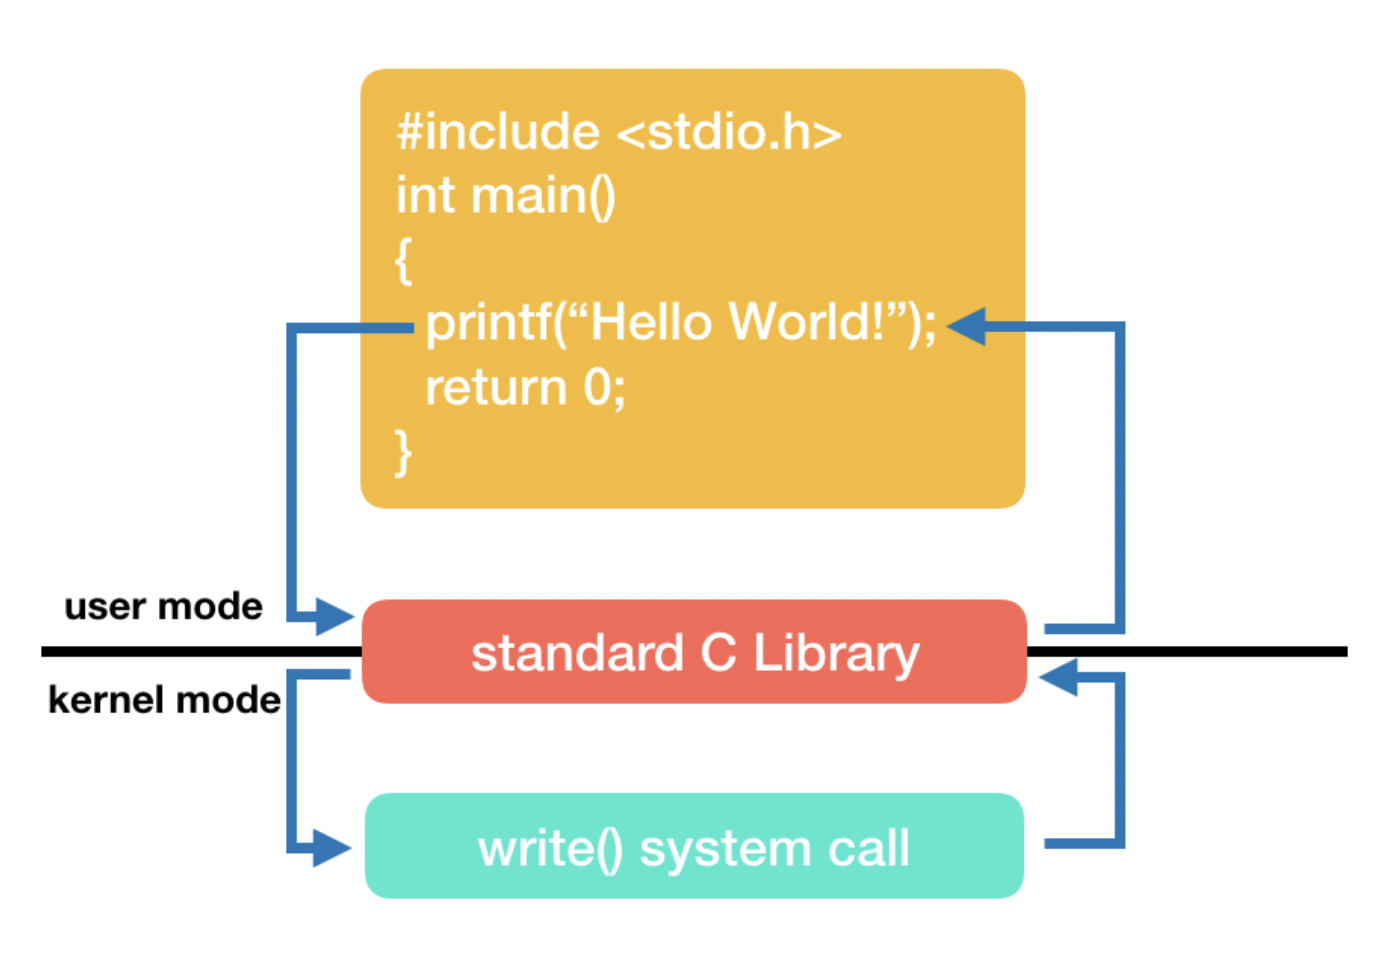 #include <stdio.h>
int main()
{
printf(“Hello World!”);
return 0;
}
user mode
standard C Library
kernel mode
write() system call